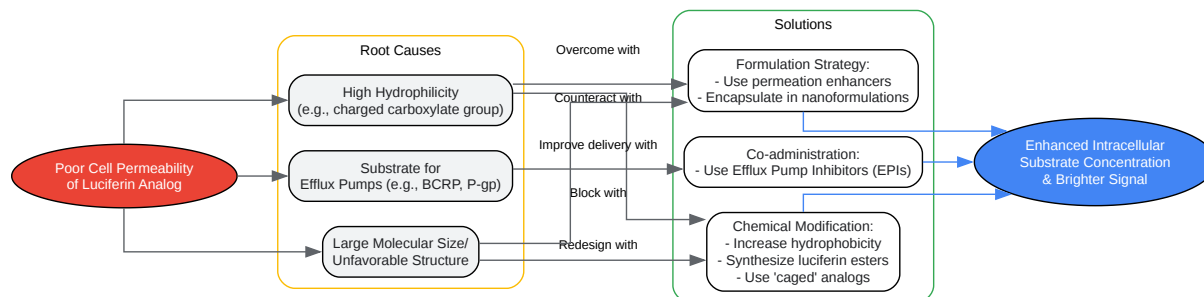 Poor Cell Permeability
of Luciferin Analog
Root Causes
High Hydrophilicity
(e.g., charged carboxylate group)
Substrate for
Efflux Pumps (e.g., BCRP, P-gp)
Large Molecular Size/
Unfavorable Structure
Overcome with
Counteract with
Improve delivery with
Block with
Redesign with
Solutions
Formulation Strategy:
- Use permeation enhancers
- Encapsulate in nanoformulations
Co-administration:
- Use Efflux Pump Inhibitors (EPIs)
Chemical Modification:
- Increase hydrophobicity
- Synthesize luciferin esters
- Use 'caged' analogs
Enhanced Intracellular
Substrate Concentration
& Brighter Signal